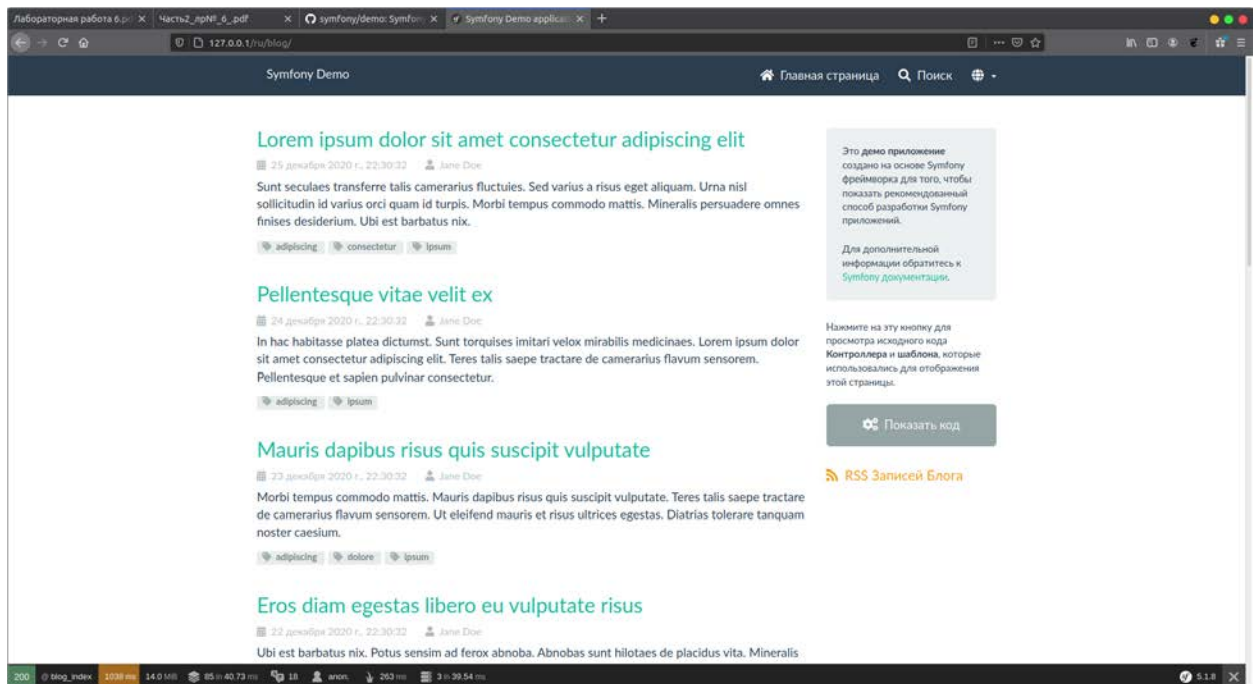 Лабораторная работа 6.p
Часть2_лрNº_6_.pdf
symfony/demo: Symfon
Symfony Demo applicat
127.0.0.1/ru/blog/
Symfony Demo
Главная страница
Поиск
Lorem ipsum dolor sit amet consectetur adipiscing elit
25 декабря 2020 г., 22:30:32 Jane Doe
Sunt seculaes transferre talis camerarius fluctuies. Sed varius a risus eget aliquam. Urna nisl
sollicitudin id varius orci quam id turpis. Morbi tempus commodo mattis. Mineralis persuadere omnes
finises desiderium. Ubi est barbatus nix.
adipiscing consectetur ipsum
Pellentesque vitae velit ex
24 декабря 2020 г., 22:30:32 Jane Doe
In hac habitasse platea dictumst. Sunt torquises imitari velox mirabilis medicinaes. Lorem ipsum dolor
sit amet consectetur adipiscing elit. Teres talis saepe tractare de camerarius flavum sensorem.
Pellentesque et sapien pulvinar consectetur.
adipiscing ipsum
Mauris dapibus risus quis suscipit vulputate
23 декабря 2020 г., 22:30:32 Jane Doe
Morbi tempus commodo mattis. Mauris dapibus risus quis suscipit vulputate. Teres talis saepe tractare
de camerarius flavum sensorem. Ut eleifend mauris et risus ultrices egestas. Diatrias tolerare tanquam
noster caesium.
adipiscing dolore ipsum
Eros diam egestas libero eu vulputate risus
22 декабря 2020 г., 22:30:32 Jane Doe
Ubi est barbatus nix. Potus sensim ad ferox abnoba. Abnobas sunt hilotaes de placidus vita. Mineralis
Это демо приложение
создано на основе Symfony
фреймворка для того, чтобы
показать рекомендованный
способ разработки Symfony
приложений.
Для дополнительной
информации обратитесь к
Symfony документации.
Нажмите на эту кнопку для
просмотра исходного кода
Контроллера и шаблона, которые
использовались для отображения
этой страницы.
Показать код
RSS Записей Блога
200 @ blog_index 1038 ms 14.0 MiB 85 in 40.73 ms 18 anon. 263 ms 3 in 39.54 ms 5.1.8